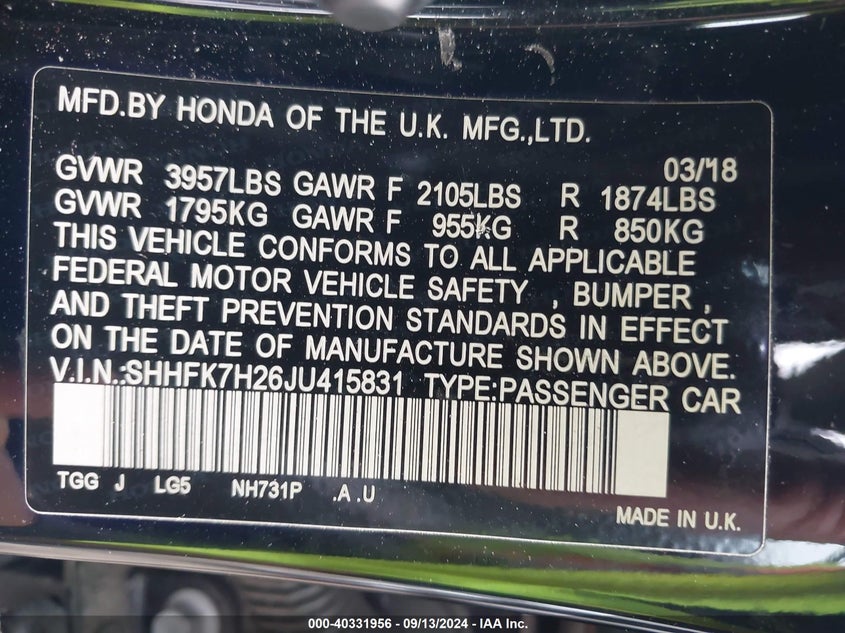 MFD.BY HONDA OF THE U.K. MFG.,LTD.
03/'18
GVWR 3957LBS GAWR F 2105LBS R 1874LBS
GVWR 1795KG GAWR F 955KG R 850KG
THIS VEHICLE CONFORMS TO ALL APPLICABLE
FEDERAL MOTOR VEHICLE SAFETY , BUMPER ,
AND THEFT PREVENTION STANDARDS IN EFFECT
ON THE DATE OF MANUFACTURE SHOWN ABOVE.
V.I.N.:SHHFK7H26JU415831 TYPE:PASSENGER CAR
TGG J LG5 NH731P .A .U
MADE IN U.K.
000-40331956 - 09/13/2024 - IAA Inc.